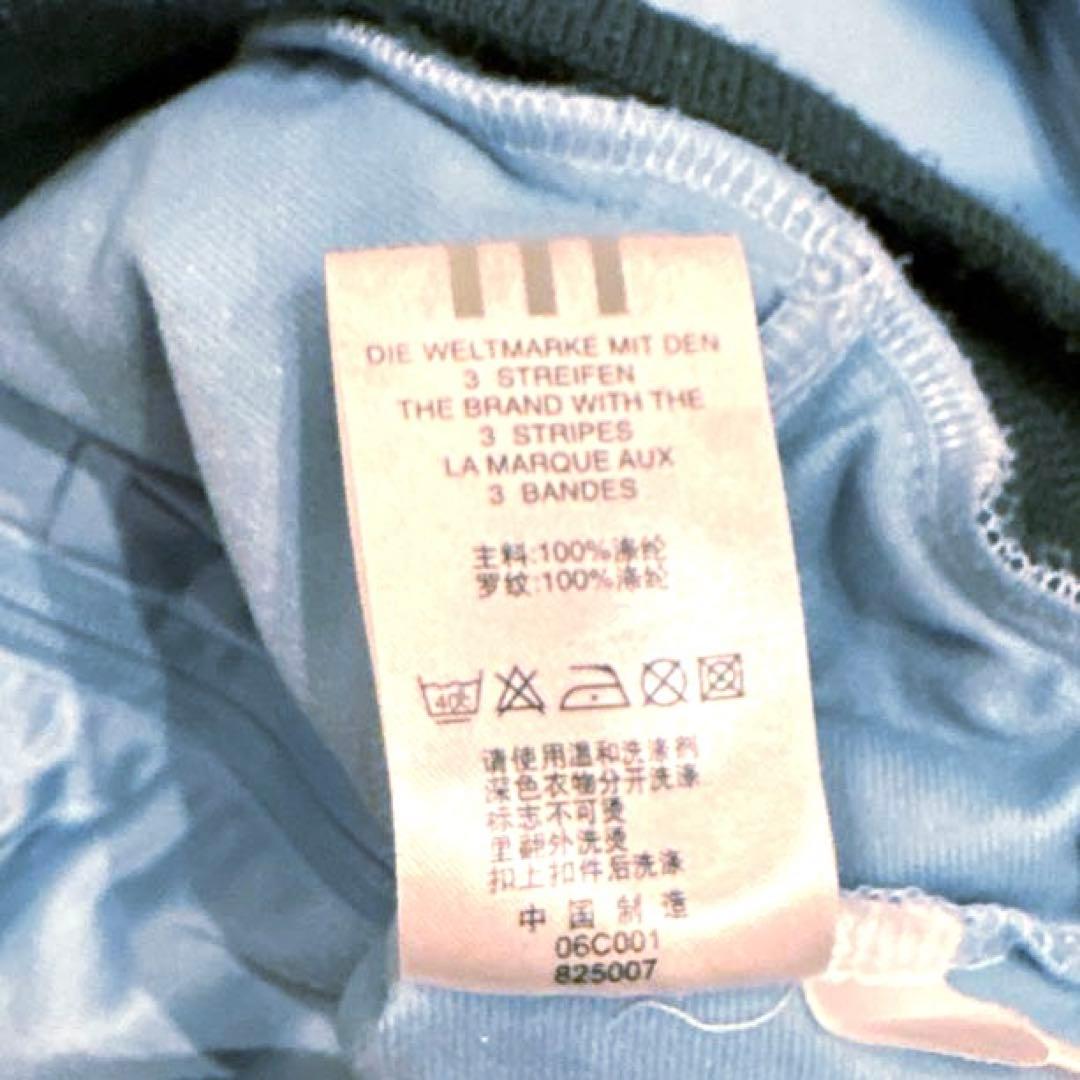 DIE WELTMARKE MIT DEN
3 STREIFEN
THE BRAND WITH THE
3 STRIPES
LA MARQUE AUX
3 BANDES
主料:100%涤纶
罗纹:100%涤纶
40℃
请使用温和洗涤剂
深色衣物分开洗涤
标志不可烫
里翻外洗烫
扣上扣件后洗涤
中国制造
06C001
825007